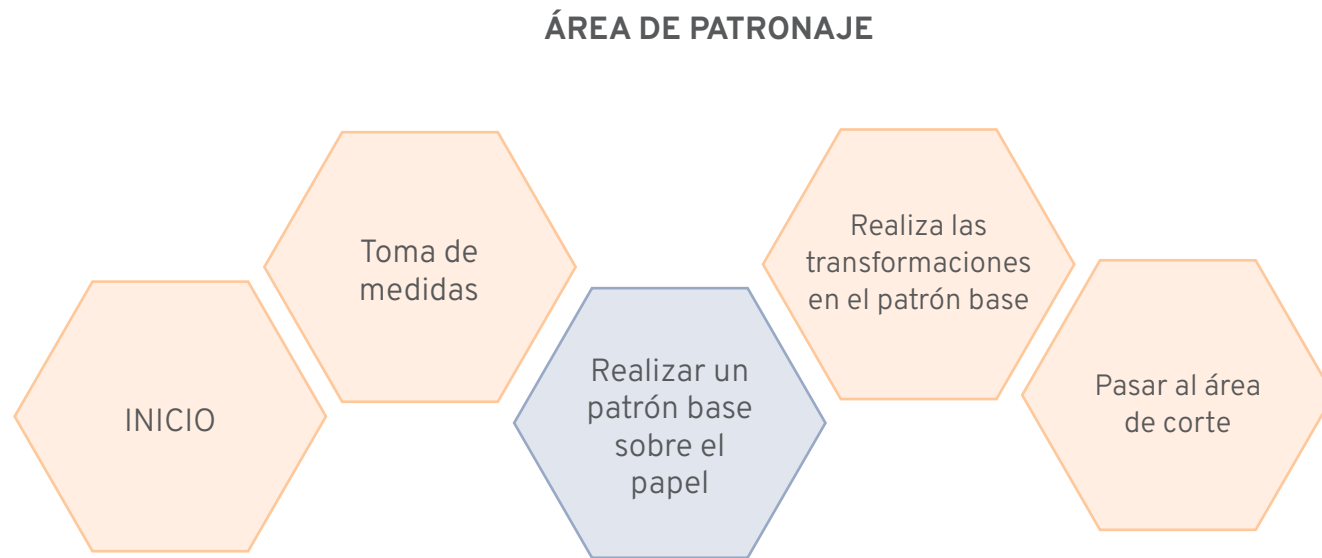 ÁREA DE PATRONAJE
INICIO
Toma de
medidas
Realizar un
patrón base
sobre el
papel
Realiza las
transformaciones
en el patrón base
Pasar al área
de corte